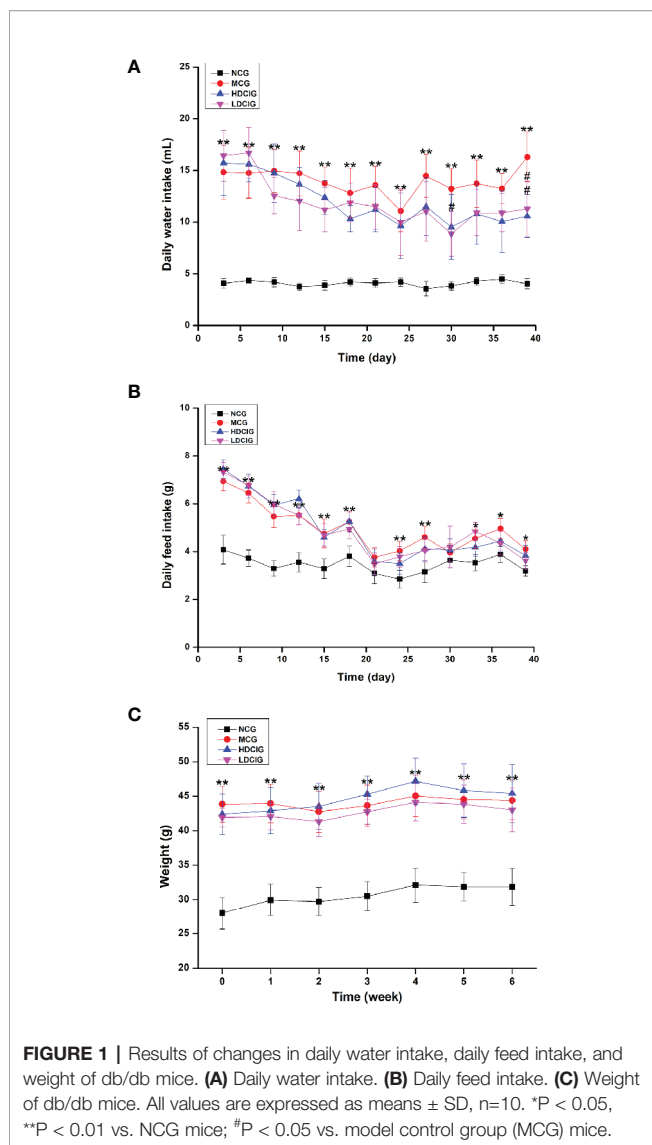 A
25
NCG
MCG
HDCIG
LDCIG
20
15
10
5
0
** ** ** ** ** ** ** ** ** ** ** ** **
#
#
#
Daily water intake (mL)
0 5 10 15 20 25 30 35 40
Time (day)
B
10
NCG
MCG
HDCIG
LDCIG
8
6
4
2
0
** ** ** ** ** ** ** ** * * *
Daily feed intake (g)
0 5 10 15 20 25 30 35 40
Time (day)
C
55
NCG
MCG
HDCIG
LDCIG
50
45
40
35
30
25
20
** ** ** ** ** ** **
Weight (g)
0 1 2 3 4 5 6
Time (week)
FIGURE 1 | Results of changes in daily water intake, daily feed intake, and
weight of db/db mice. (A) Daily water intake. (B) Daily feed intake. (C) Weight
of db/db mice. All values are expressed as means ± SD, n=10. *P < 0.05,
**P < 0.01 vs. NCG mice; #P < 0.05 vs. model control group (MCG) mice.